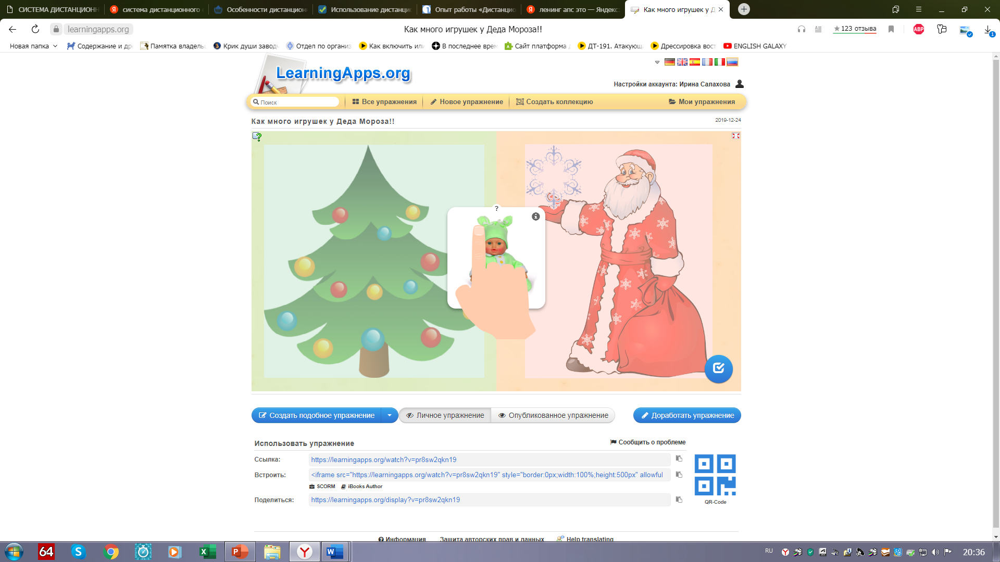 СИСТЕМА ДИСТАНЦИОНН
система дистанционного
Особенности дистанцион
Использование дистанци
Опыт работы «Дистанцио
ленинг апс это — Яндекс:
Как много игрушек у Д
learningapps.org
Как много игрушек у Деда Мороза!!
★ 123 отзыва
ABP
1
Новая папка
Содержание и др
Памятка владель
Крик души завод
Отдел по органи
Как включить или
В последнее врем
Сайт платформа д
ДТ-191. Атакующ
Дрессировка вост
ENGLISH GALAXY
LearningApps.org
Настройки аккаунта: Ирина Салахова
Поиск
Все упражнения
Новое упражнение
Создать коллекцию
Мои упражнения
Как много игрушек у Деда Мороза!!
2019-12-24
?
Создать подобное упражнение
Личное упражнение
Опубликованное упражнение
Доработать упражнение
Использовать упражнение
Сообщить о проблеме
Ссылка:
https://learningapps.org/watch?v=pr8sw2qkn19
Встроить:
<iframe src="https://learningapps.org/watch?v=pr8sw2qkn19" style="border:0px;width:100%;height:500px" allowful
SCORM
iBooks Author
Поделиться:
https://learningapps.org/display?v=pr8sw2qkn19
QR-Code
Информация
Защита авторских прав и данных
Help translating
64
RU
20:36